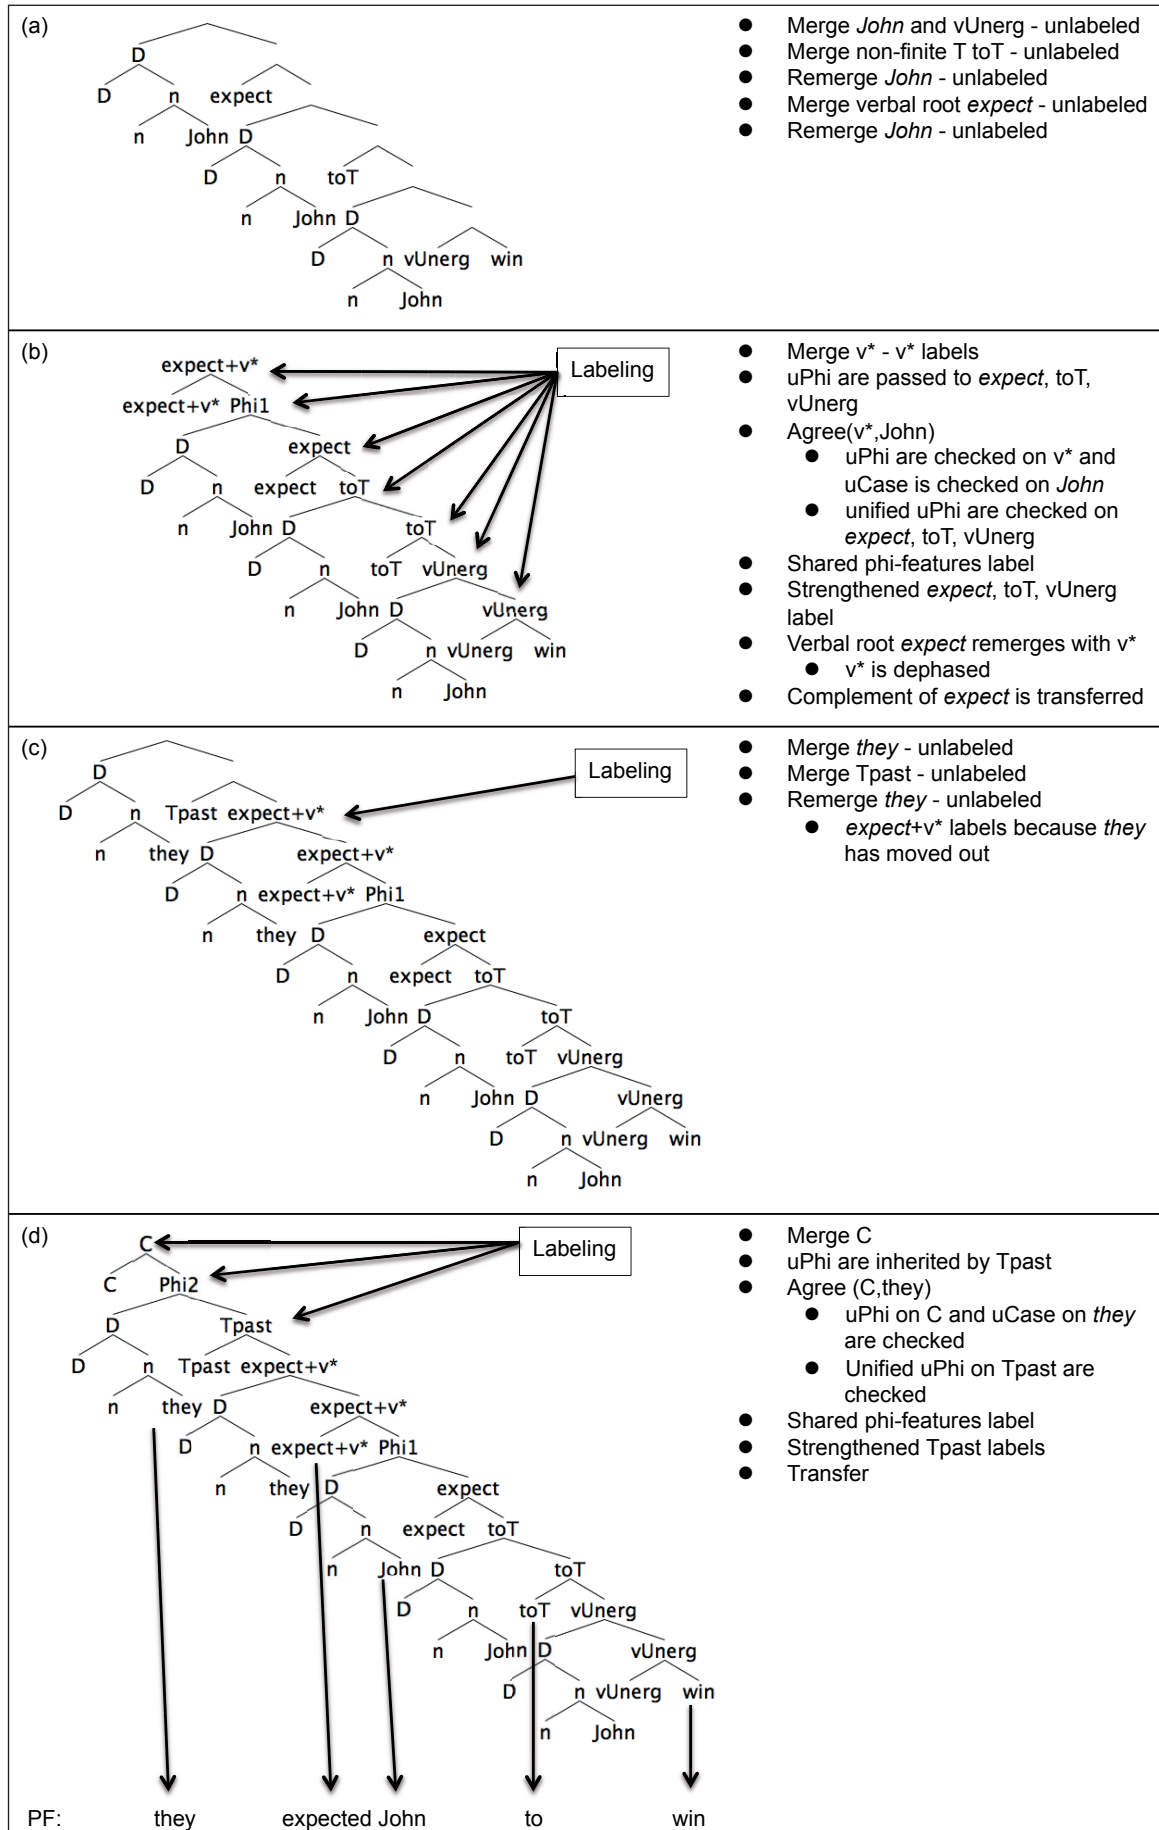 (a)
D
D n expect
n John D
D n toT
n John D
D n vUnerg win
n John
● Merge John and vUnerg - unlabeled
● Merge non-finite T toT - unlabeled
● Remerge John - unlabeled
● Merge verbal root expect - unlabeled
● Remerge John - unlabeled
(b)
expect+v*
Labeling
expect+v* Phi1
D expect
D n expect toT
n John D toT
D n toT vUnerg
n John D vUnerg
D n vUnerg win
n John
● Merge v* - v* labels
● uPhi are passed to expect, toT,
vUnerg
● Agree(v*,John)
● uPhi are checked on v* and
uCase is checked on John
● unified uPhi are checked on
expect, toT, vUnerg
● Shared phi-features label
● Strengthened expect, toT, vUnerg
label
● Verbal root expect remerges with v*
● v* is dephased
● Complement of expect is transferred
(c)
Labeling
D
D n Tpast expect+v*
n they D expect+v*
D n expect+v* Phi1
n they D expect
D n expect toT
n John D toT
D n toT vUnerg
n John D vUnerg
D n vUnerg win
n John
● Merge they - unlabeled
● Merge Tpast - unlabeled
● Remerge they - unlabeled
● expect+v* labels because they
has moved out
(d)
C
Labeling
C Phi2
D Tpast
D n Tpast expect+v*
n they D expect+v*
D n expect+v* Phi1
n they D expect
D n expect toT
n John D toT
D n toT vUnerg
n John D vUnerg
D n vUnerg win
n John
● Merge C
● uPhi are inherited by Tpast
● Agree (C,they)
● uPhi on C and uCase on they
are checked
● Unified uPhi on Tpast are
checked
● Shared phi-features label
● Strengthened Tpast labels
● Transfer
PF: they expected John to win